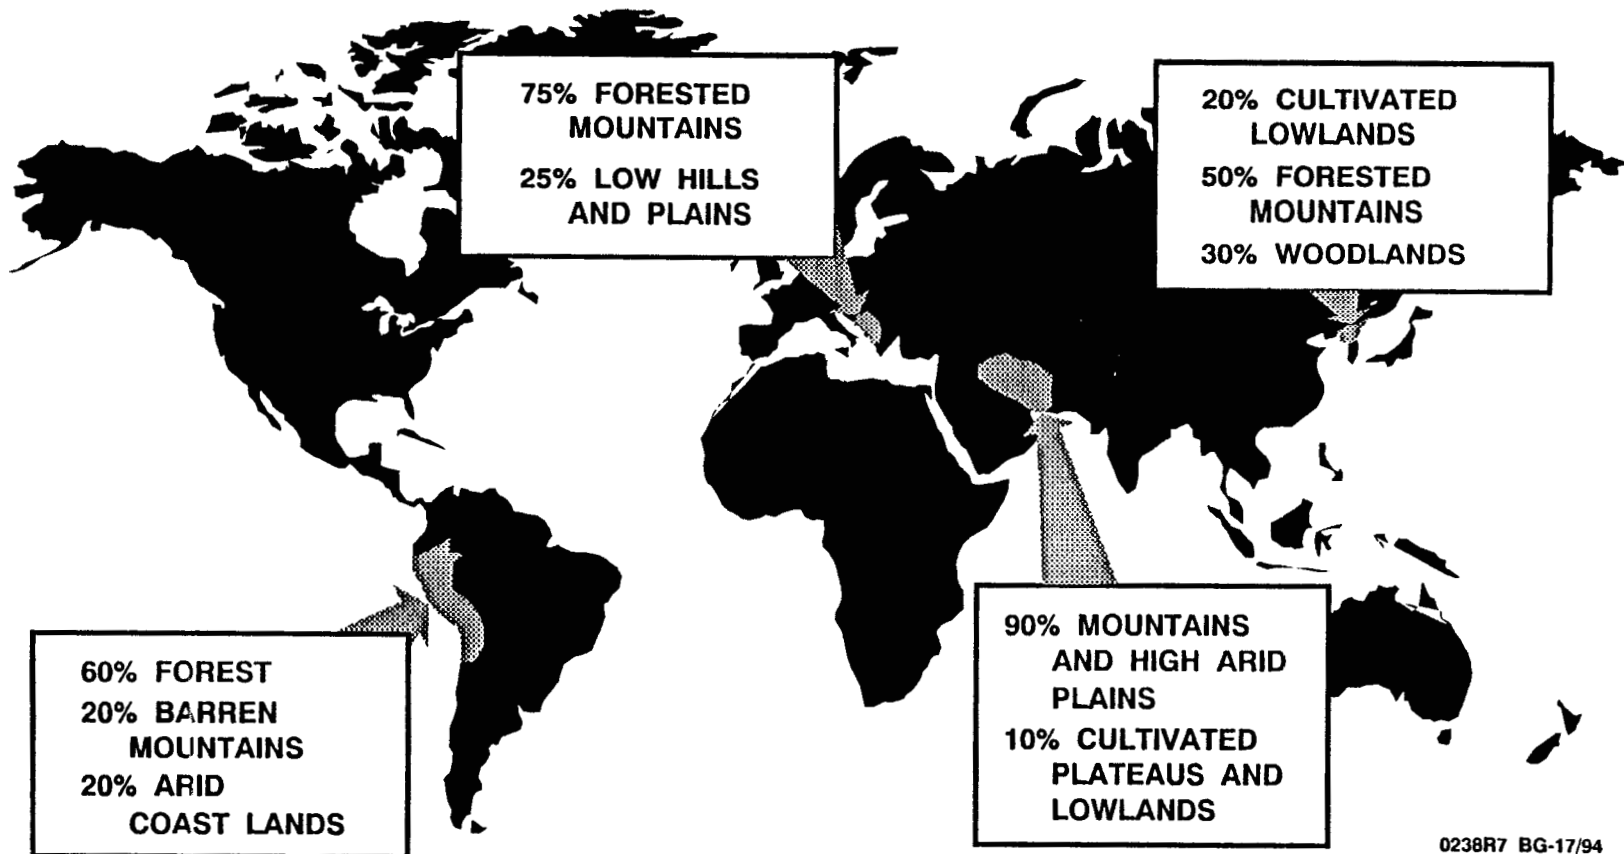 75% FORESTED
MOUNTAINS
25% LOW HILLS
AND PLAINS
20% CULTIVATED
LOWLANDS
50% FORESTED
MOUNTAINS
30% WOODLANDS
60% FOREST
20% BARREN
MOUNTAINS
20% ARID
COAST LANDS
90% MOUNTAINS
AND HIGH ARID
PLAINS
10% CULTIVATED
PLATEAUS AND
LOWLANDS
0238R7 BG-17/94